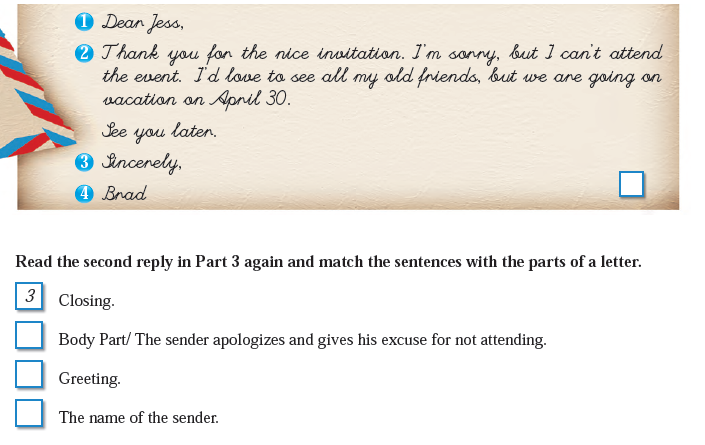 1 Dear Jess,
2 Thank you for the nice invitation. I'm sorry, but I can't attend
the event. I'd love to see all my old friends, but we are going on
vacation on April 30.
See you later.
3 Sincerely,
4 Brad
Read the second reply in Part 3 again and match the sentences with the parts of a letter.
3 Closing.
Body Part/ The sender apologizes and gives his excuse for not attending.
Greeting.
The name of the sender.